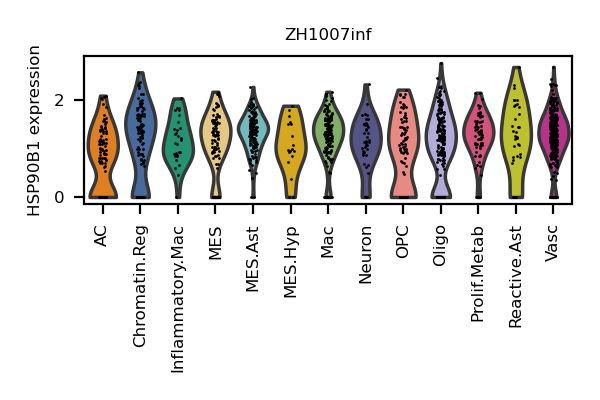 ZH1007inf
HSP90B1 expression
2
0
AC
Chromatin.Reg
Inflammatory.Mac
MES
MES.Ast
MES.Hyp
Mac
Neuron
OPC
Oligo
Prolif.Metab
Reactive.Ast
Vasc